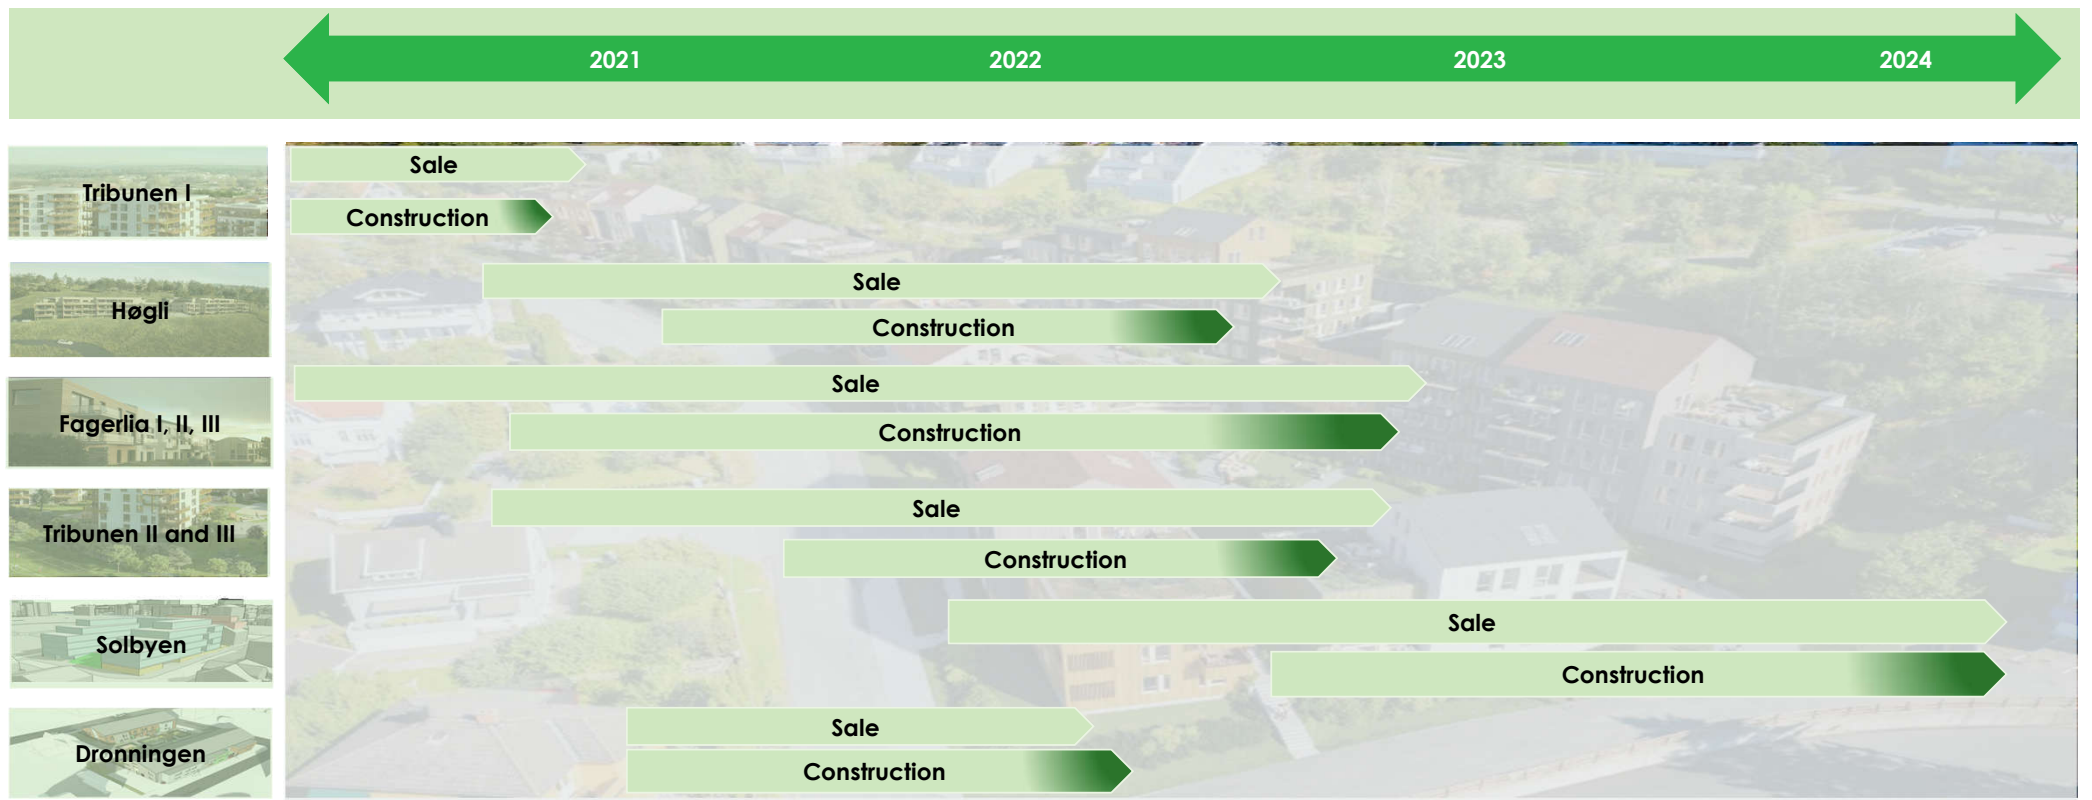 2021 2022 2023 2024
Tribunen I
Sale
Construction
Høgli
Sale
Construction
Fagerlia I, II, III
Sale
Construction
Tribunen II and III
Sale
Construction
Solbyen
Sale
Construction
Dronningen
Sale
Construction